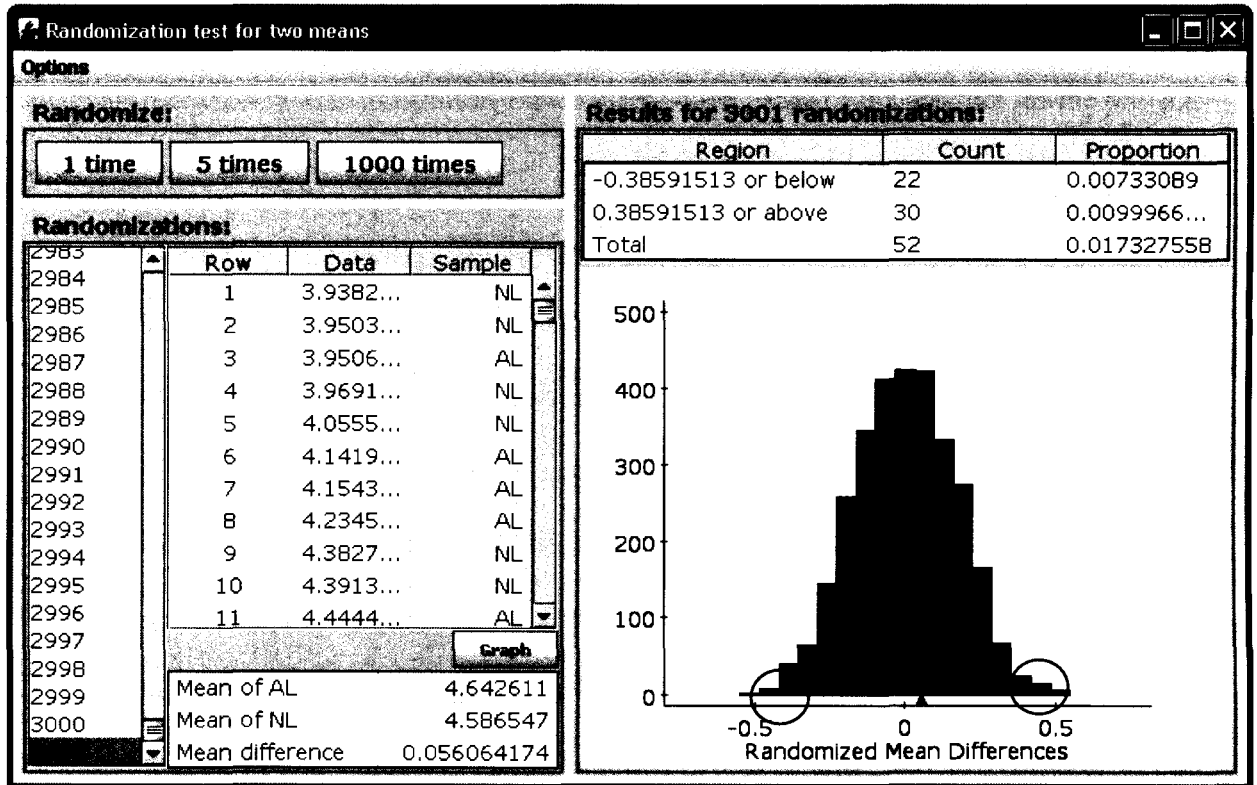 Randomization test for two means
Options
Randomize:
1 time 5 times 1000 times
Randomizations:
2983
2984
2985
2986
2987
2988
2989
2990
2991
2992
2993
2994
2995
2996
2997
2998
2999
3000
Row Data Sample
1 3.9382... NL
2 3.9503... NL
3 3.9506... AL
4 3.9691... NL
5 4.0555... NL
6 4.1419... AL
7 4.1543... AL
8 4.2345... AL
9 4.3827... NL
10 4.3913... NL
11 4.4444... AL
Graph
Mean of AL 4.642611
Mean of NL 4.586547
Mean difference 0.056064174
Results for 3001 randomizations:
Region Count Proportion
-0.38591513 or below 22 0.00733089
0.38591513 or above 30 0.0099966...
Total 52 0.017327558
500
400
300
200
100
0
-0.5 0 0.5
Randomized Mean Differences